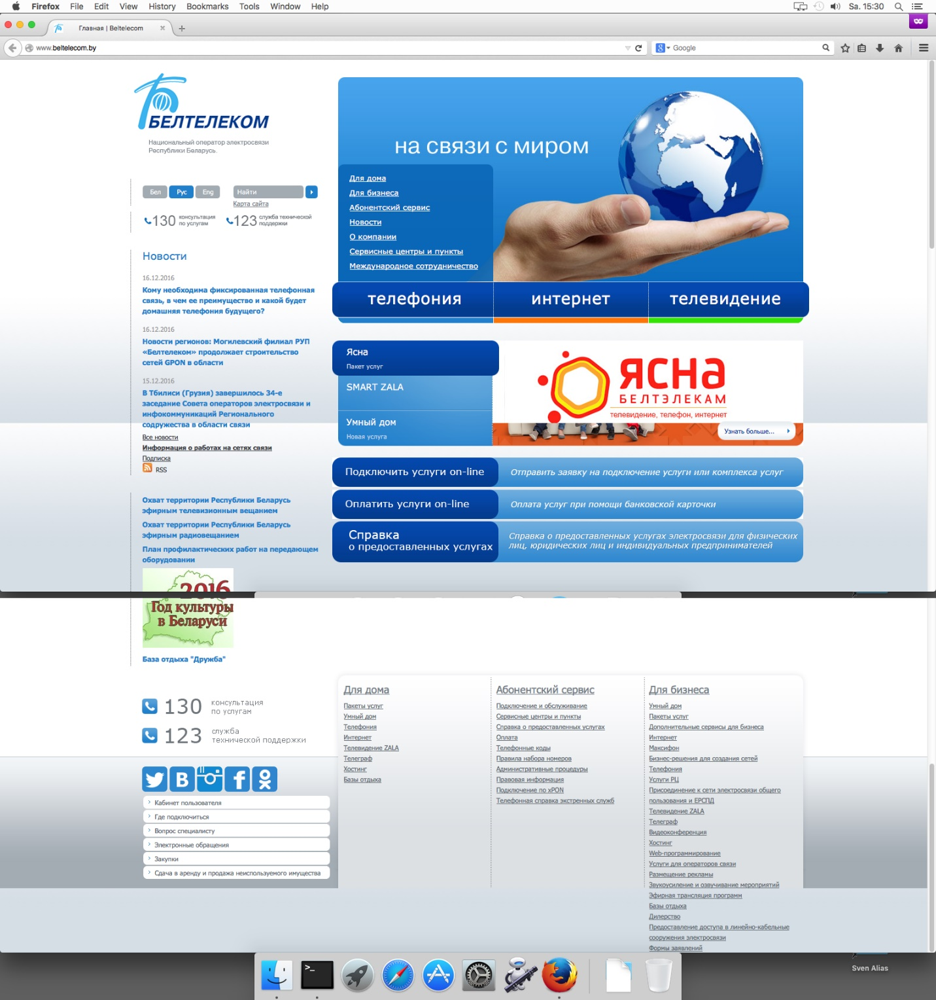 Firefox File Edit View History Bookmarks Tools Window Help
Sa. 15:30
Главная | Beltelecom
www.beltelecom.by
Google
БЕЛТЕЛЕКОМ
Национальный оператор электросвязи
Республики Беларусь.
Бел Рус Eng
Найти
Карта сайта
130 консультация
по услугам
123 служба технической
поддержки
Новости
16.12.2016
Кому необходима фиксированная телефонная
связь, в чем ее преимущество и какой будет
домашняя телефония будущего?
16.12.2016
Новости регионов: Могилевский филиал РУП
«Белтелеком» продолжает строительство
сетей GPON в области
15.12.2016
В Тбилиси (Грузия) завершилось 34-е
заседание Совета операторов электросвязи и
инфокоммуникаций Регионального
содружества в области связи
Все новости
Информация о работах на сетях связи
Подписка
RSS
Охват территории Республики Беларусь
эфирным телевизионным вещанием
Охват территории Республики Беларусь
эфирным радиовещанием
План профилактических работ на передающем
оборудовании
2016
Год культуры
в Беларуси
База отдыха "Дружба"
на связи с миром
Для дома
Для бизнеса
Абонентский сервис
Новости
О компании
Сервисные центры и пункты
Международное сотрудничество
телефония интернет телевидение
Ясна
Пакет услуг
SMART ZALA
Умный дом
Новая услуга
ЯСНА
БЕЛТЭЛЕКАМ
телевидение, телефон, интернет
Узнать больше...
Подключить услуги on-line
Отправить заявку на подключение услуги или комплекса услуг
Оплатить услуги on-line
Оплата услуг при помощи банковской карточки
Справка
о предоставленных услугах
Справка о предоставленных услугах электросвязи для физических
лиц, юридических лиц и индивидуальных предпринимателей
130 консультация
по услугам
123 служба
технической поддержки
B f
Кабинет пользователя
Где подключиться
Вопрос специалисту
Электронные обращения
Закупки
Сдача в аренду и продажа неиспользуемого имущества
Для дома
Пакеты услуг
Умный дом
Телефония
Интернет
Телевидение ZALA
Телеграф
Хостинг
Базы отдыха
Абонентский сервис
Подключение и обслуживание
Сервисные центры и пункты
Справка о предоставленных услугах
Оплата
Телефонные коды
Правила набора номеров
Административные процедуры
Правовая информация
Подключение по xPON
Телефонная справка экстренных служб
Для бизнеса
Умный дом
Пакеты услуг
Дополнительные сервисы для бизнеса
Интернет
Максифон
Бизнес-решения для создания сетей
Телефония
Услуги РЦ
Присоединение к сети электросвязи общего
пользования и ЕРСПД
Телевидение ZALA
Телеграф
Видеоконференция
Хостинг
Web-программирование
Услуги для операторов связи
Размещение рекламы
Звукоусиление и озвучивание мероприятий
Эфирная трансляция программ
Базы отдыха
Дилерство
Предоставление доступа в линейно-кабельные
сооружения электросвязи
Формы заявлений
Sven Alias